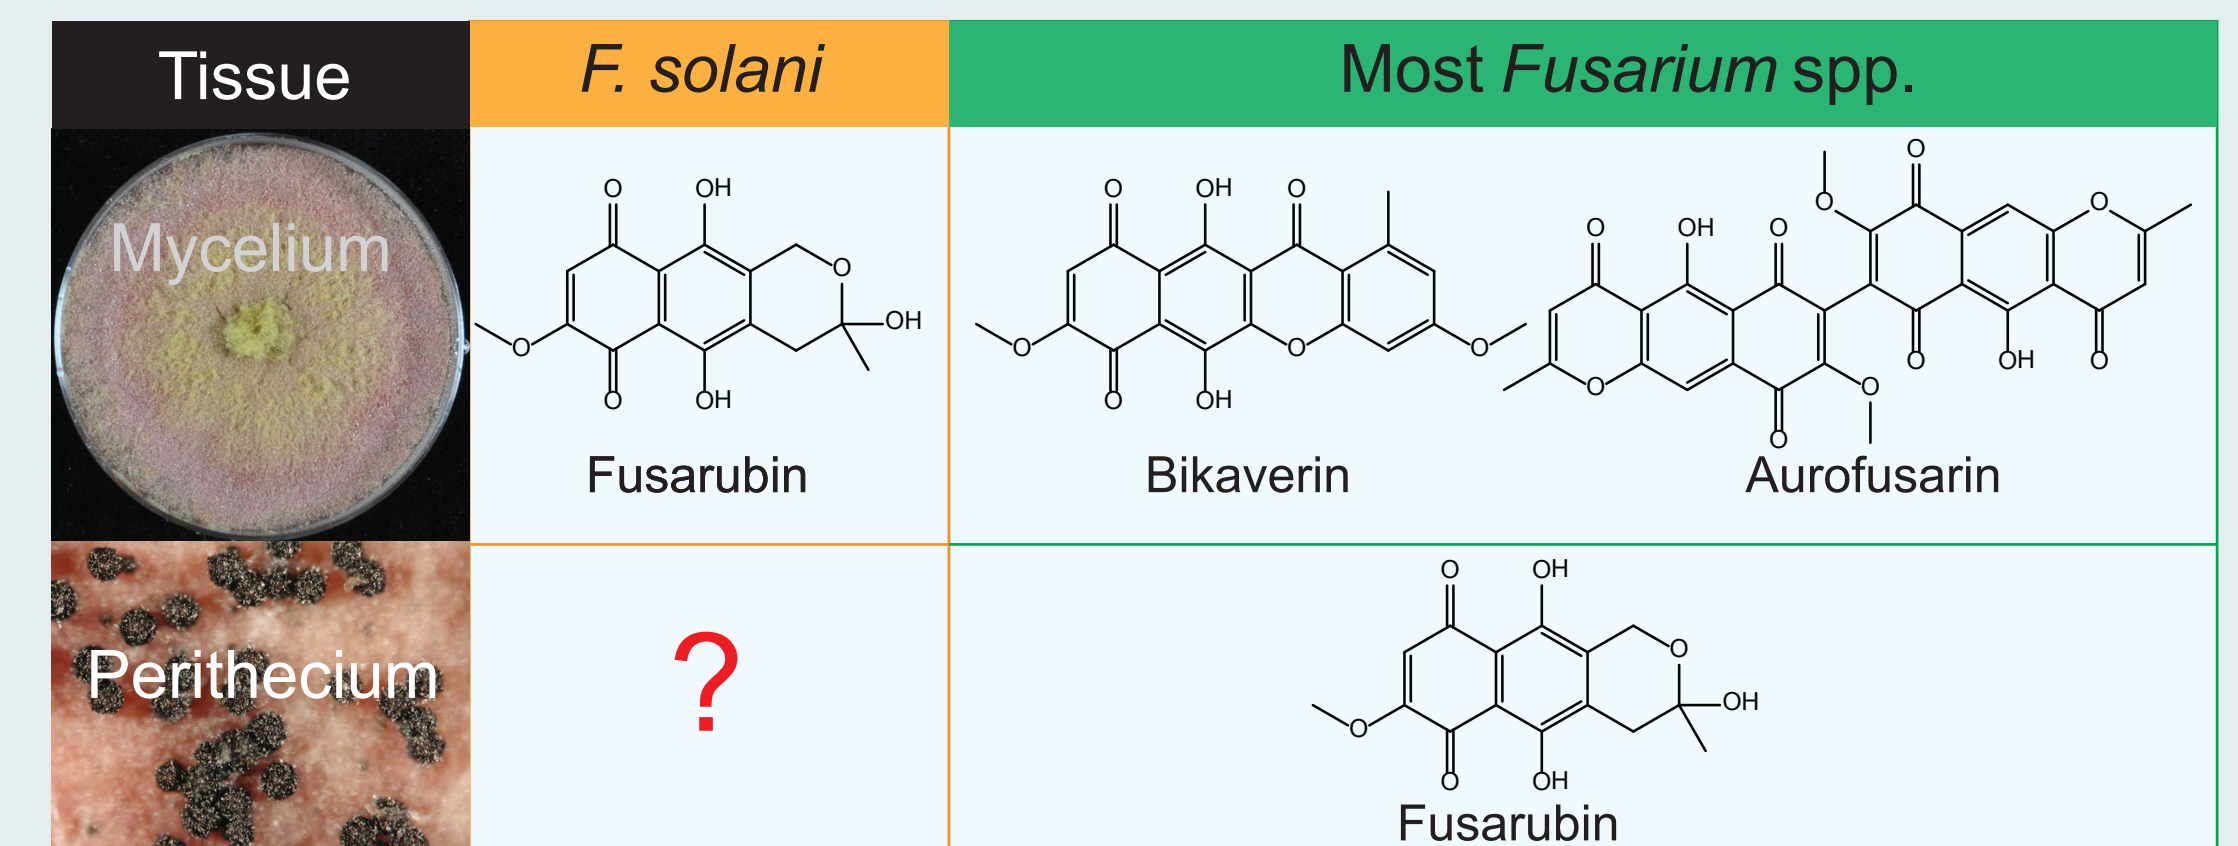 Tissue
F. solani
Most Fusarium spp.
Mycelium
O
OH
O
OH
O
O
OH
Fusarubin
O
OH
O
O
O
O
O
OH
Bikaverin
O
O
O
OH
O
O
O
O
O
OH
O
O
Aurofusarin
Perithecium
?
O
OH
O
OH
O
O
OH
Fusarubin